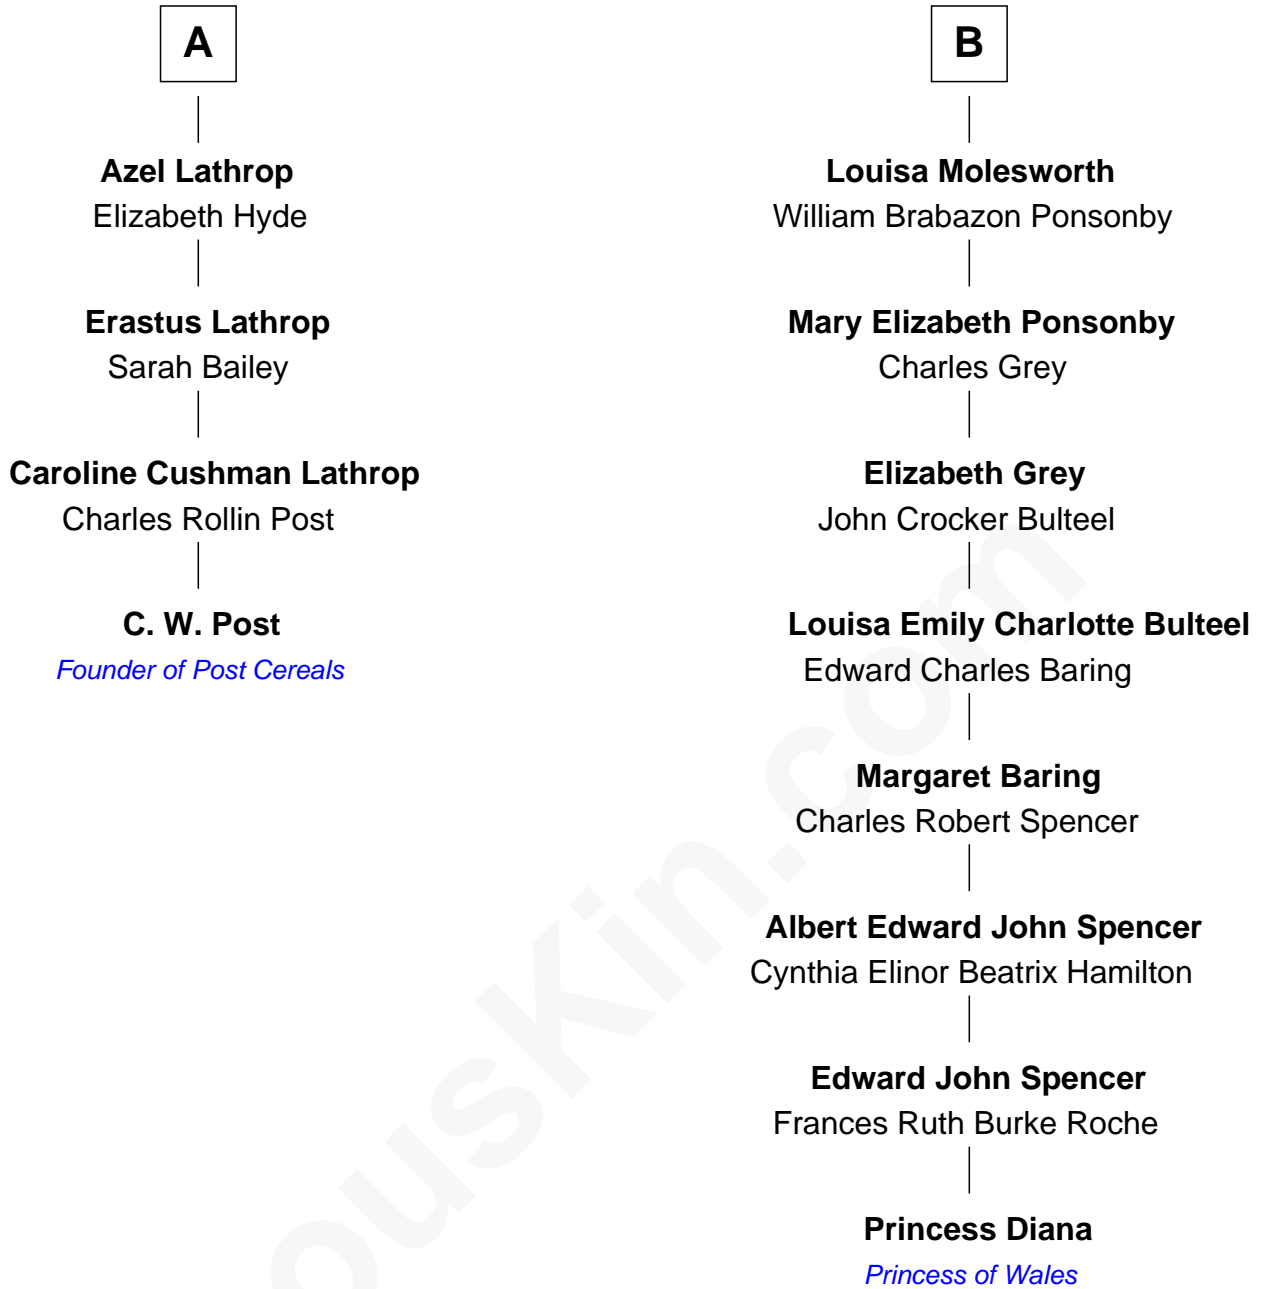 A
Azel Lathrop
Elizabeth Hyde
Erastus Lathrop
Sarah Bailey
Caroline Cushman Lathrop
Charles Rollin Post
C. W. Post
Founder of Post Cereals
B
Louisa Molesworth
William Brabazon Ponsonby
Mary Elizabeth Ponsonby
Charles Grey
Elizabeth Grey
John Crocker Bulteel
Louisa Emily Charlotte Bulteel
Edward Charles Baring
Margaret Baring
Charles Robert Spencer
Albert Edward John Spencer
Cynthia Elinor Beatrix Hamilton
Edward John Spencer
Frances Ruth Burke Roche
Princess Diana
Princess of Wales
ousKin.com